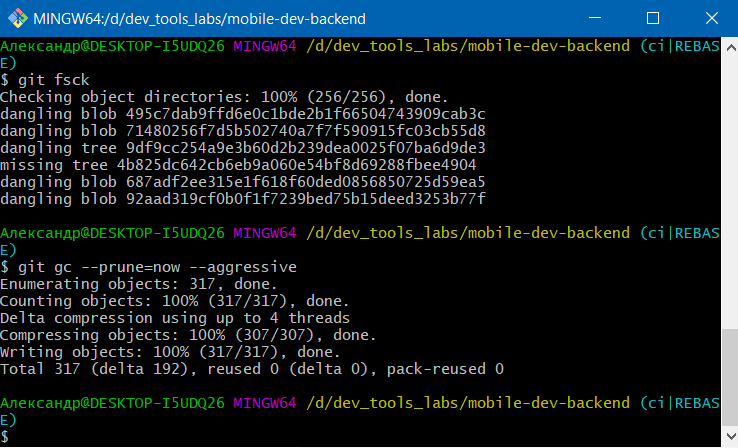 MINGW64:/d/dev_tools_labs/mobile-dev-backend
Александр@DESKTOP-I5UDQ26 MINGW64 /d/dev_tools_labs/mobile-dev-backend (ci|REBAS
E)
$ git fsck
Checking object directories: 100% (256/256), done.
dangling blob 495c7dab9ffd6e0c1bde2b1f66504743909cab3c
dangling blob 71480256f7d5b502740a7f7f590915fc03cb55d8
dangling tree 9df9cc254a9e3b60d2b239dea0025f07ba6d9de3
missing tree 4b825dc642cb6eb9a060e54bf8d69288fbee4904
dangling blob 687adf2ee315e1f618f60ded0856850725d59ea5
dangling blob 92aad319cf0b0f1f7239bed75b15deed3253b77f
Александр@DESKTOP-I5UDQ26 MINGW64 /d/dev_tools_labs/mobile-dev-backend (ci|REBAS
E)
$ git gc --prune=now --aggressive
Enumerating objects: 317, done.
Counting objects: 100% (317/317), done.
Delta compression using up to 4 threads
Compressing objects: 100% (307/307), done.
Writing objects: 100% (317/317), done.
Total 317 (delta 192), reused 0 (delta 0), pack-reused 0
Александр@DESKTOP-I5UDQ26 MINGW64 /d/dev_tools_labs/mobile-dev-backend (ci|REBAS
E)
$